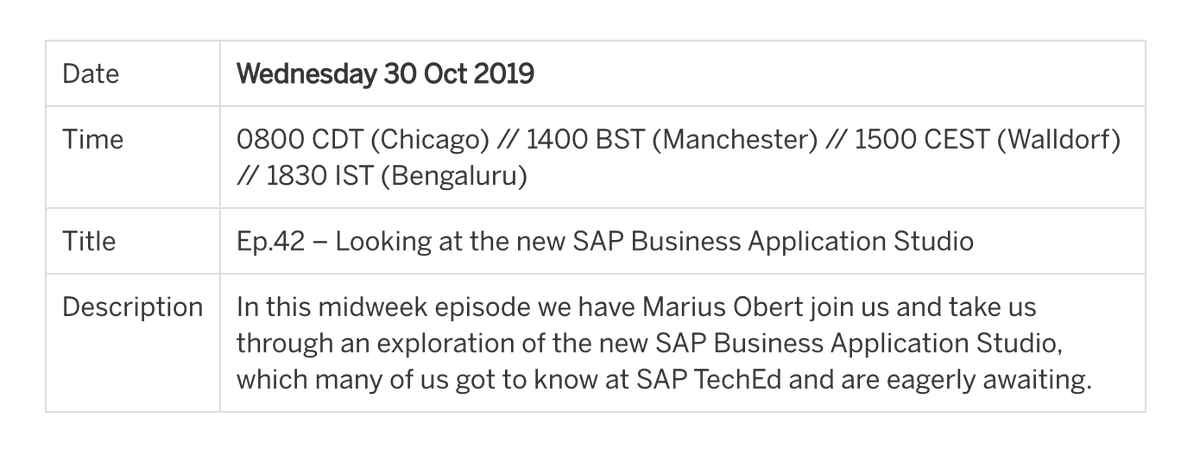 Date
Wednesday 30 Oct 2019
Time
0800 CDT (Chicago) // 1400 BST (Manchester) // 1500 CEST (Walldorf)
// 1830 IST (Bengaluru)
Title
Ep.42 – Looking at the new SAP Business Application Studio
Description
In this midweek episode we have Marius Obert join us and take us
through an exploration of the new SAP Business Application Studio,
which many of us got to know at SAP TechEd and are eagerly awaiting.